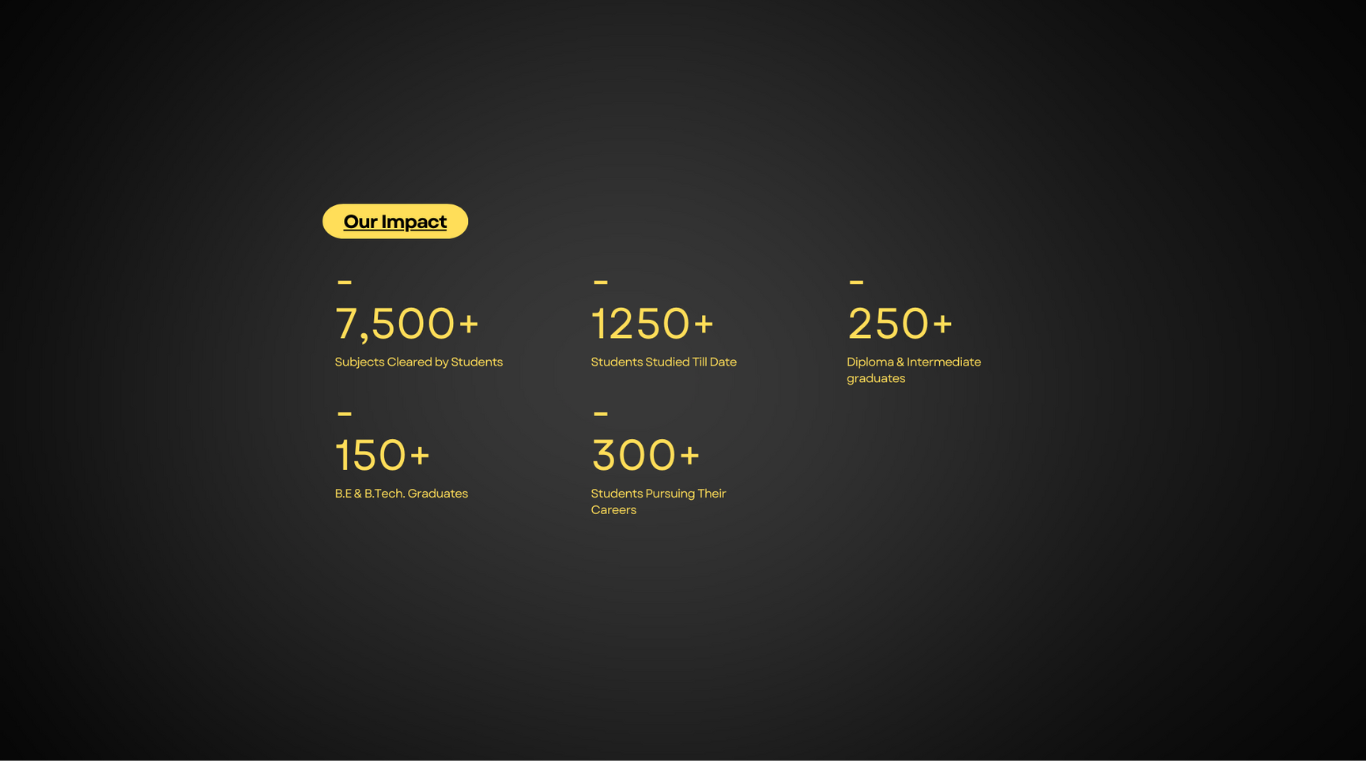 Our Impact
-
7,500+
Subjects Cleared by Students
-
1250+
Students Studied Till Date
-
250+
Diploma & Intermediate
graduates
-
150+
B.E & B.Tech. Graduates
-
300+
Students Pursuing Their
Careers